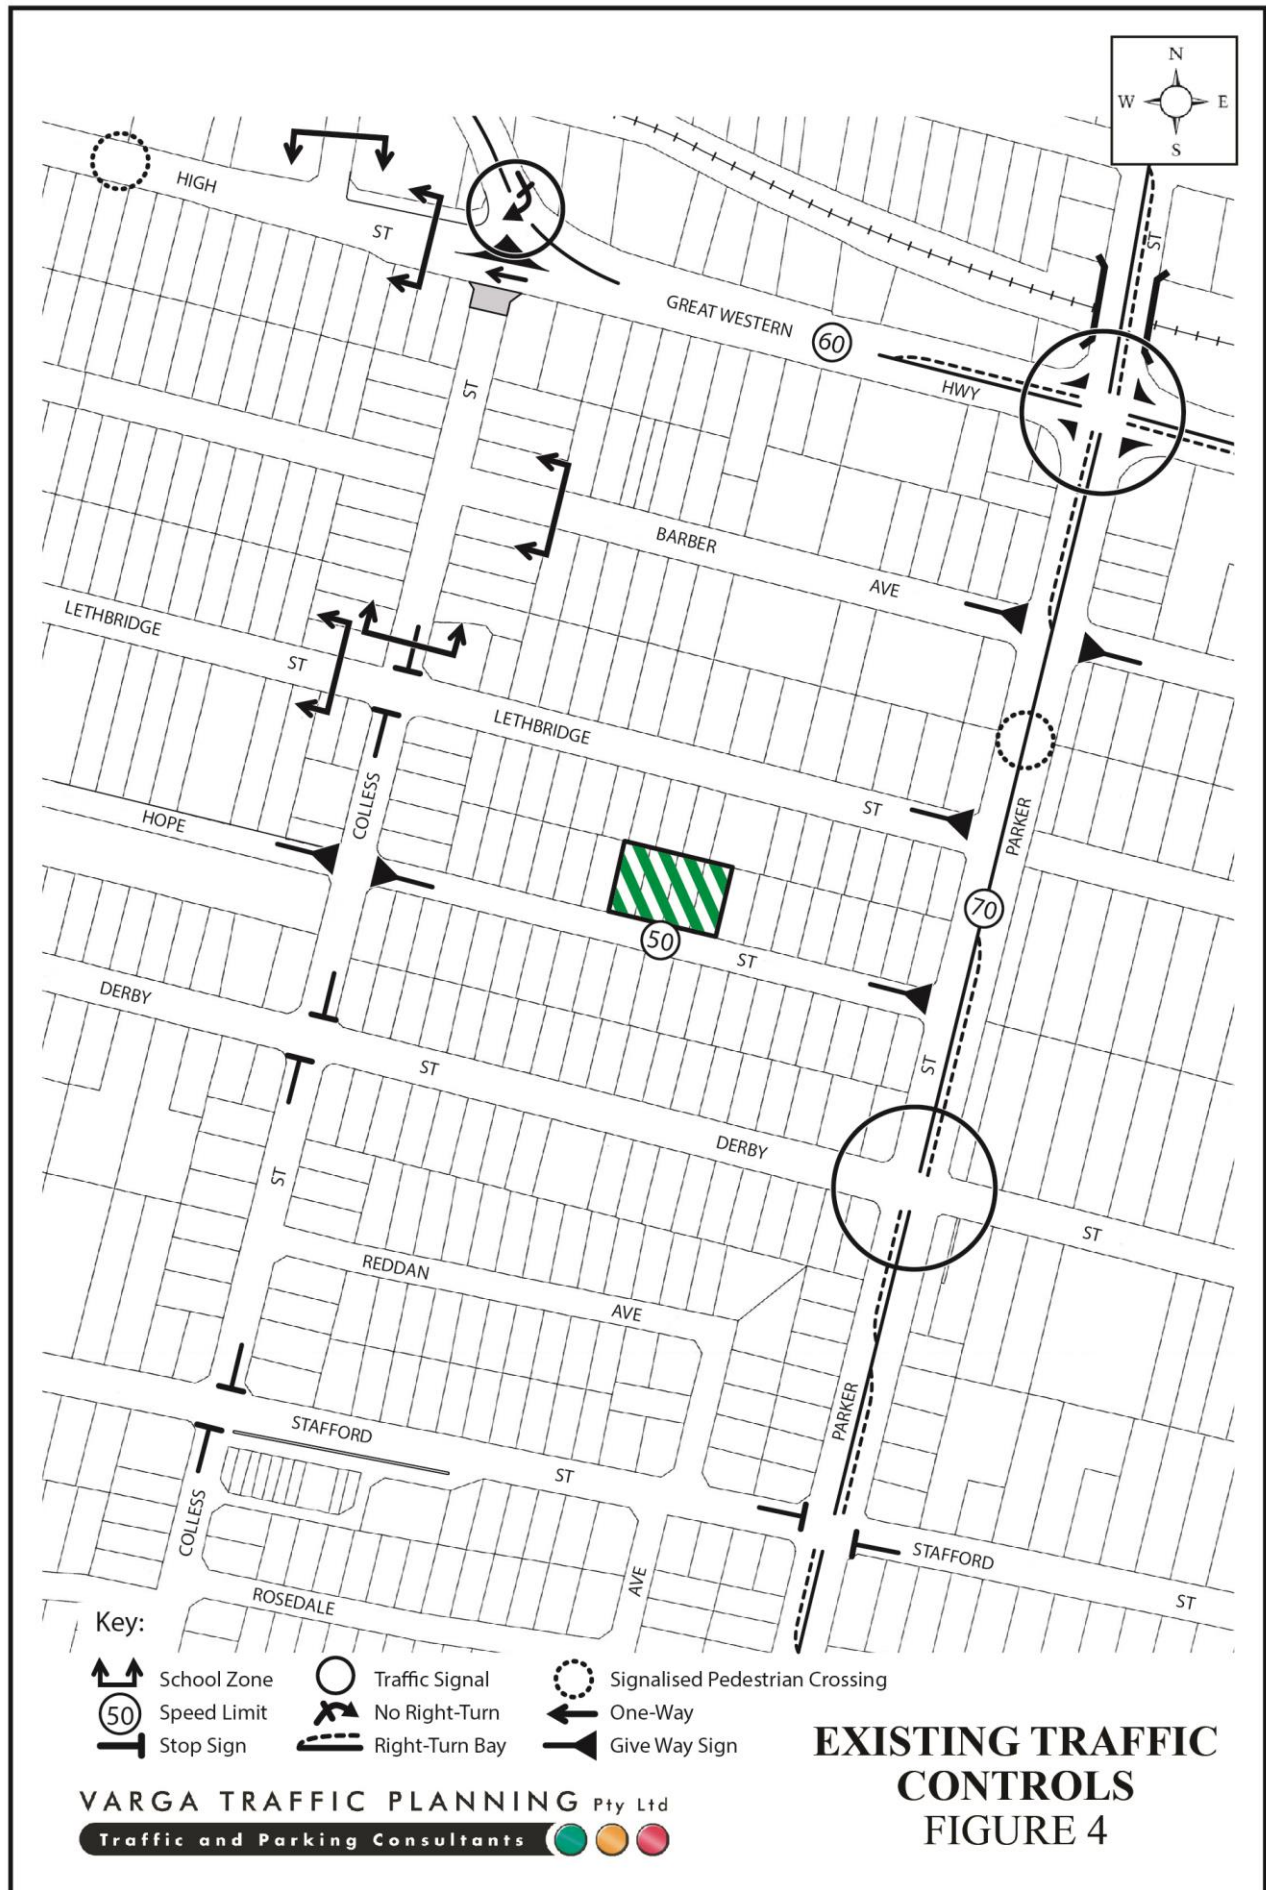 N
W E
S
HIGH
ST
ST
GREAT WESTERN
60
HWY
ST
BARBER
AVE
LETHBRIDGE
ST
LETHBRIDGE
ST
PARKER
COLLESS
HOPE
70
50
ST
DERBY
ST
ST
DERBY
ST
ST
REDDAN
AVE
PARKER
STAFFORD
ST
COLLESS
STAFFORD
ST
AVE
ROSEDALE
Key:
School Zone
Traffic Signal
Signalised Pedestrian Crossing
50
Speed Limit
No Right-Turn
One-Way
Stop Sign
Right-Turn Bay
Give Way Sign
EXISTING TRAFFIC
CONTROLS
FIGURE 4
VARGA TRAFFIC PLANNING Pty Ltd
Traffic and Parking Consultants